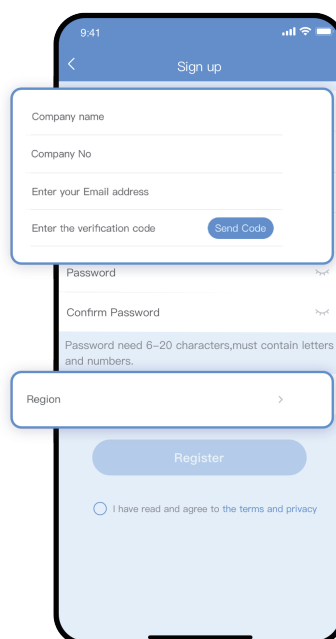 9:41
Sign up
Company name
Company No
Enter your Email address
Enter the verification code Send Code
Password
Confirm Password
Password need 6-20 characters,must contain letters
and numbers.
Region
Register
I have read and agree to the terms and privacy